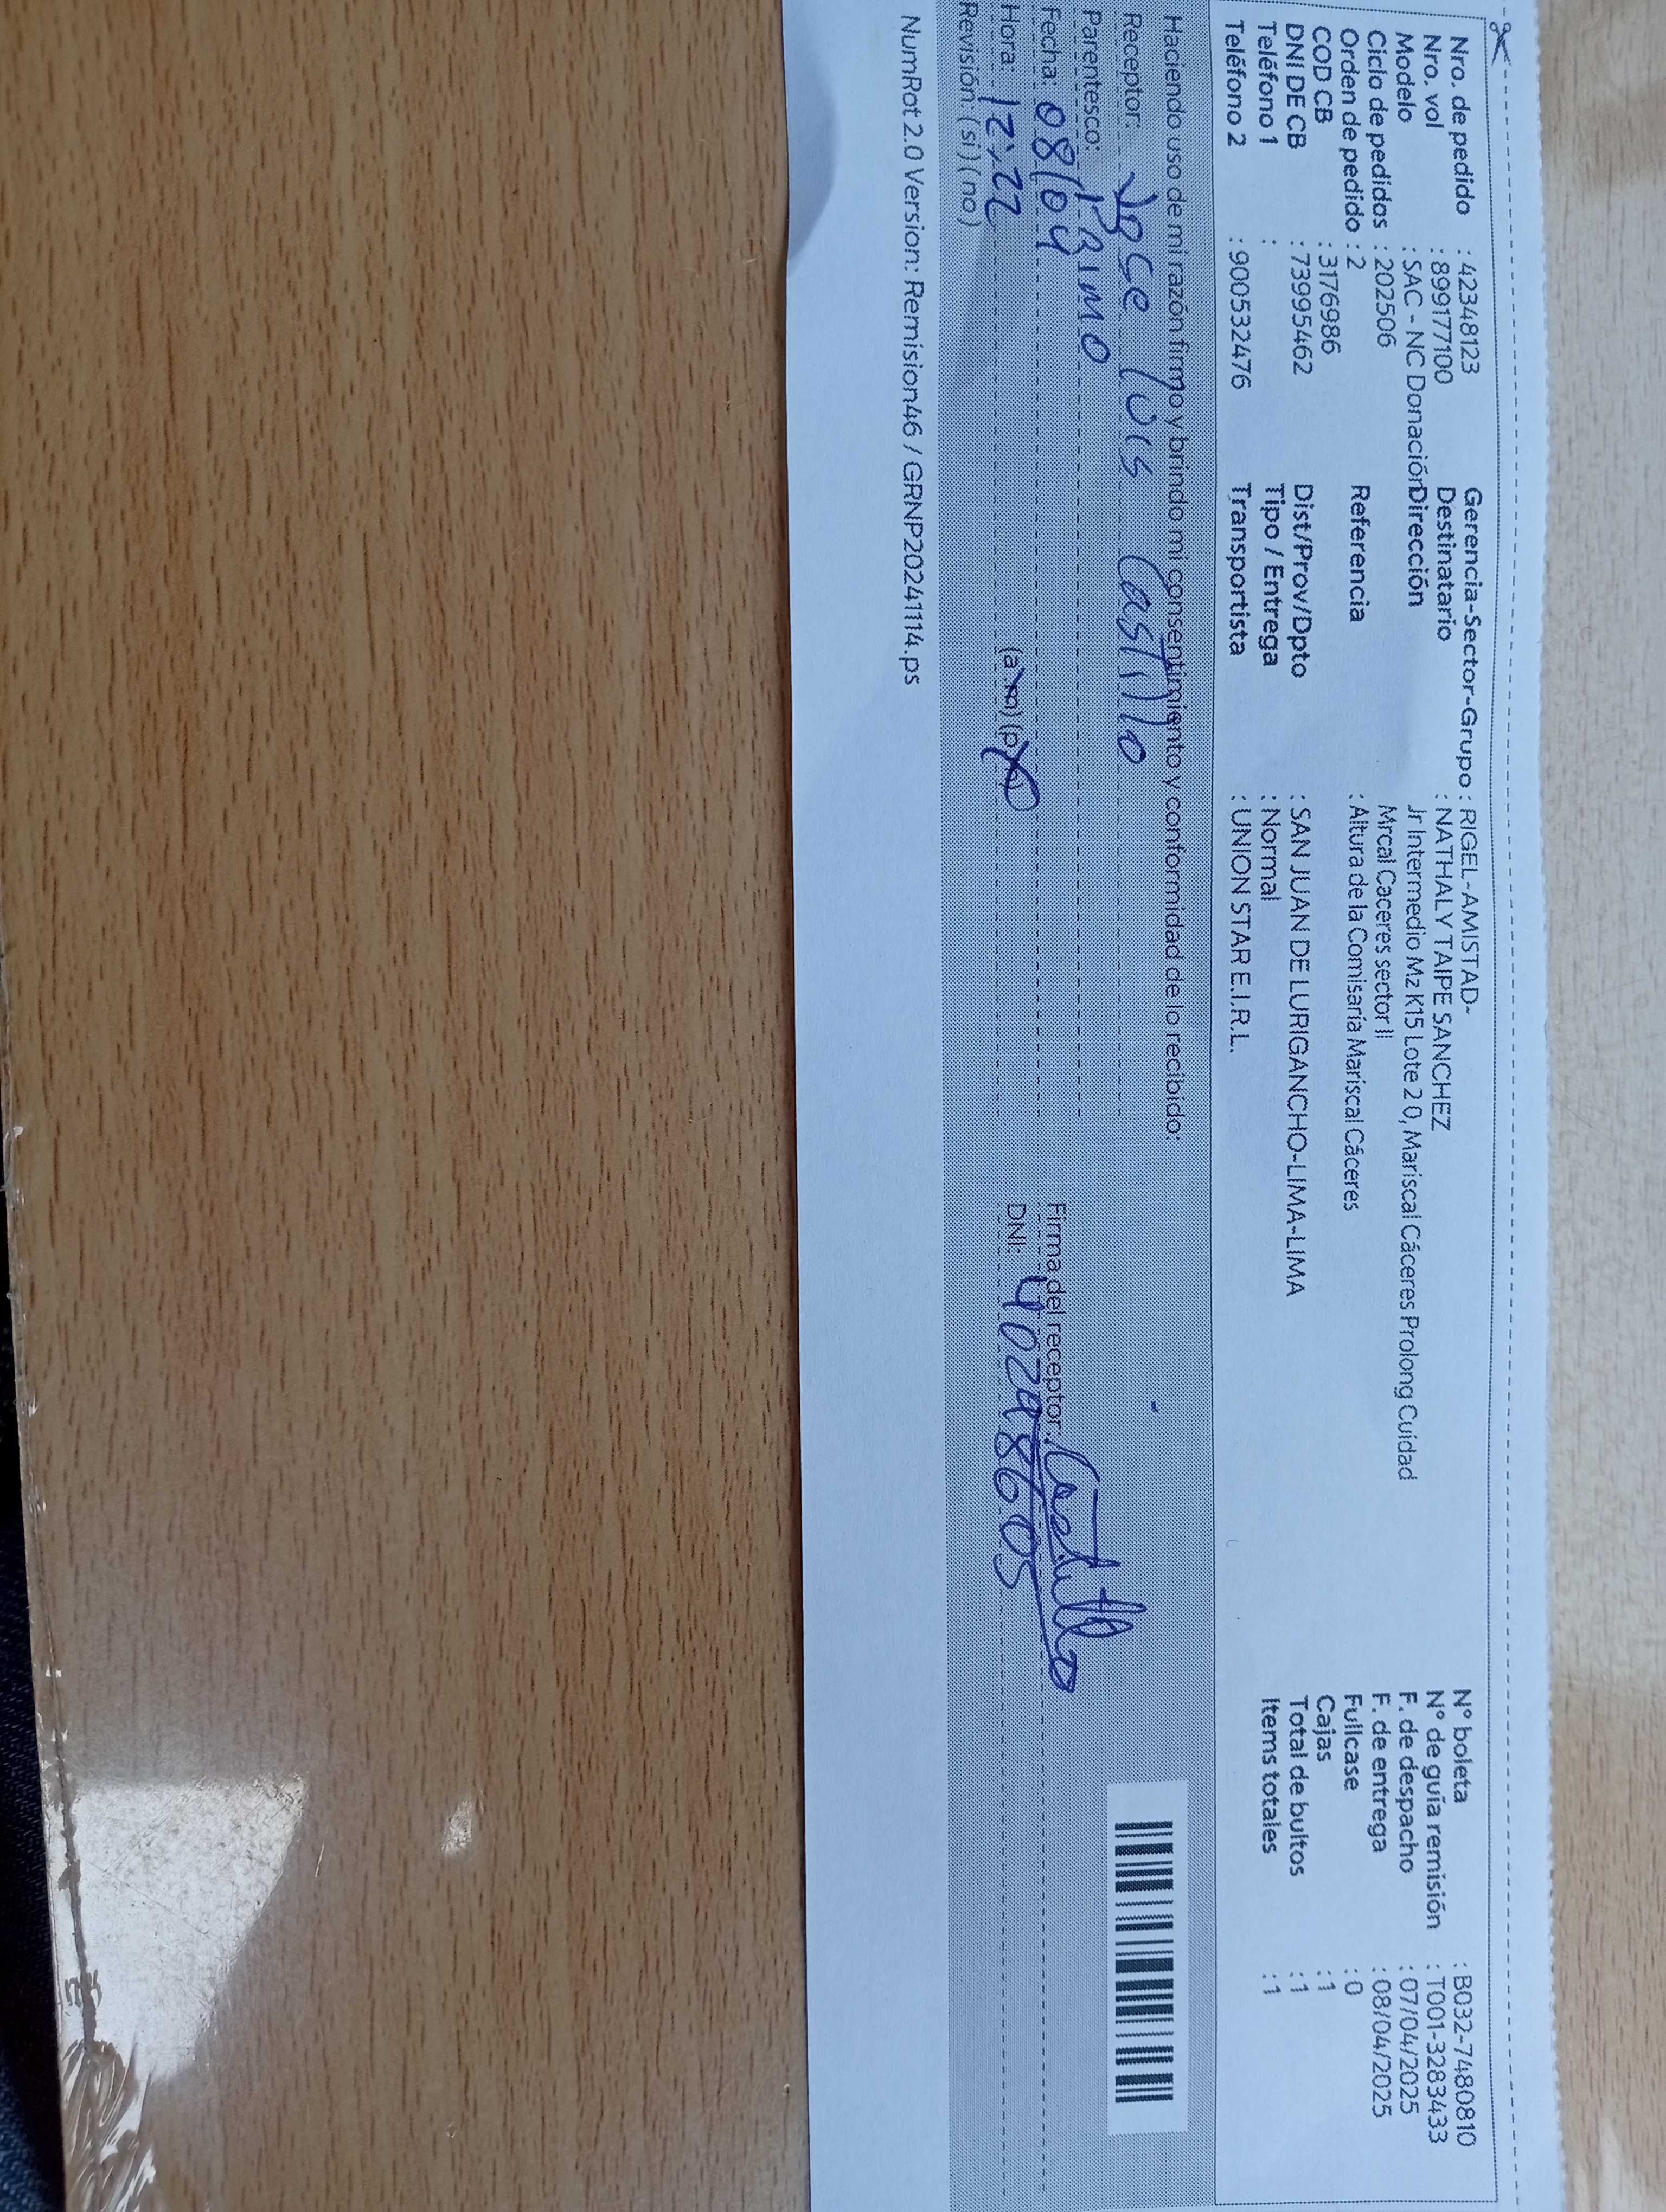 Nro. de pedido : 42348123
Nro. vol : 899177100
Modelo : SAC - NC Donación
Ciclo de pedidos : 202506
Orden de pedido : 2
COD CB : 3176986
DNI DE CB : 73995462
Teléfono 1 :
Teléfono 2 : 900532476
Gerencia-Sector-Grupo : RIGEL-AMISTAD-
Destinatario : NATHALY TAIPE SANCHEZ
Dirección Jr Intermedio Mz K15 Lote 20, Mariscal Cáceres Prolong Cuidad
Mrcal Caceres sector II
Referencia : Altura de la Comisaría Mariscal Cáceres
Dist/Prov/Dpto : SAN JUAN DE LURIGANCHO-LIMA-LIMA
Tipo / Entrega : Normal
Transportista : UNION STAR E.I.R.L.
N° boleta : B032-7480810
N° de guía remisión : T001-3283433
F. de despacho : 07/04/2025
F. de entrega : 08/04/2025
Fullcase : 0
Cajas : 1
Total de bultos : 1
Items totales : 1
Haciendo uso de mi razón firmo y brindo mi consentimiento y conformidad de lo recibido:
Receptor: Jose luis Castillo
Parentesco: PRimo
Fecha: 08/04
Hora: 12:22 (a.m) (p.m)
Revisión. ( si ) ( no )
Firma del receptor: Castillo
DNI: 40298605
NumRot 2.0 Version: Remision46 / GRNP20241114.ps